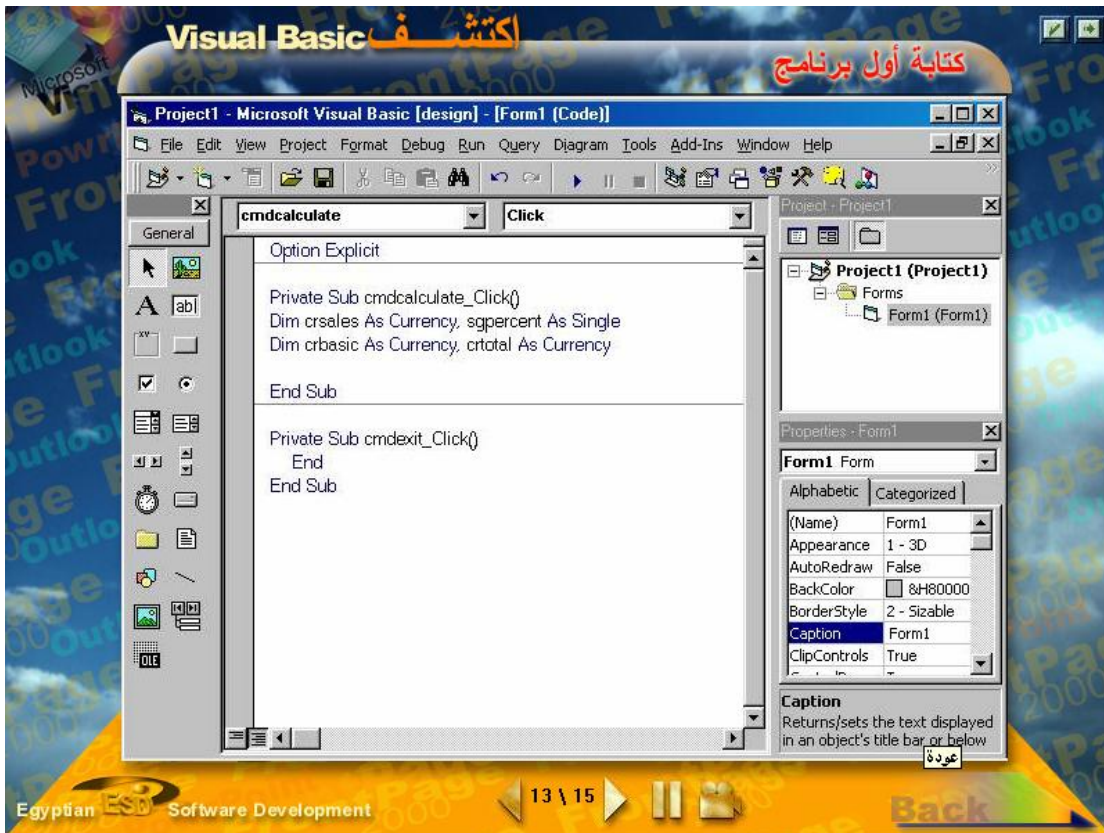 Visual Basic اكتشف
كتابة أول برنامج
Microsoft
Project1 - Microsoft Visual Basic [design] - [Form1 (Code)]
File Edit View Project Format Debug Run Query Diagram Tools Add-Ins Window Help
General
cmdcalculate
Click
Option Explicit
Private Sub cmdcalculate_Click()
Dim crsales As Currency, sgpercent As Single
Dim crbasic As Currency, crtotal As Currency
End Sub
Private Sub cmdexit_Click()
End
End Sub
A
ab|
XY
OLE
Project - Project1
Project1 (Project1)
Forms
Form1 (Form1)
Properties - Form1
Form1 Form
Alphabetic Categorized
(Name) Form1
Appearance 1 - 3D
AutoRedraw False
BackColor &H80000
BorderStyle 2 - Sizable
Caption Form1
ClipControls True
Caption
Returns/sets the text displayed
in an object's title bar or below
عودة
Egyptian ESD Software Development
13 \ 15
Back